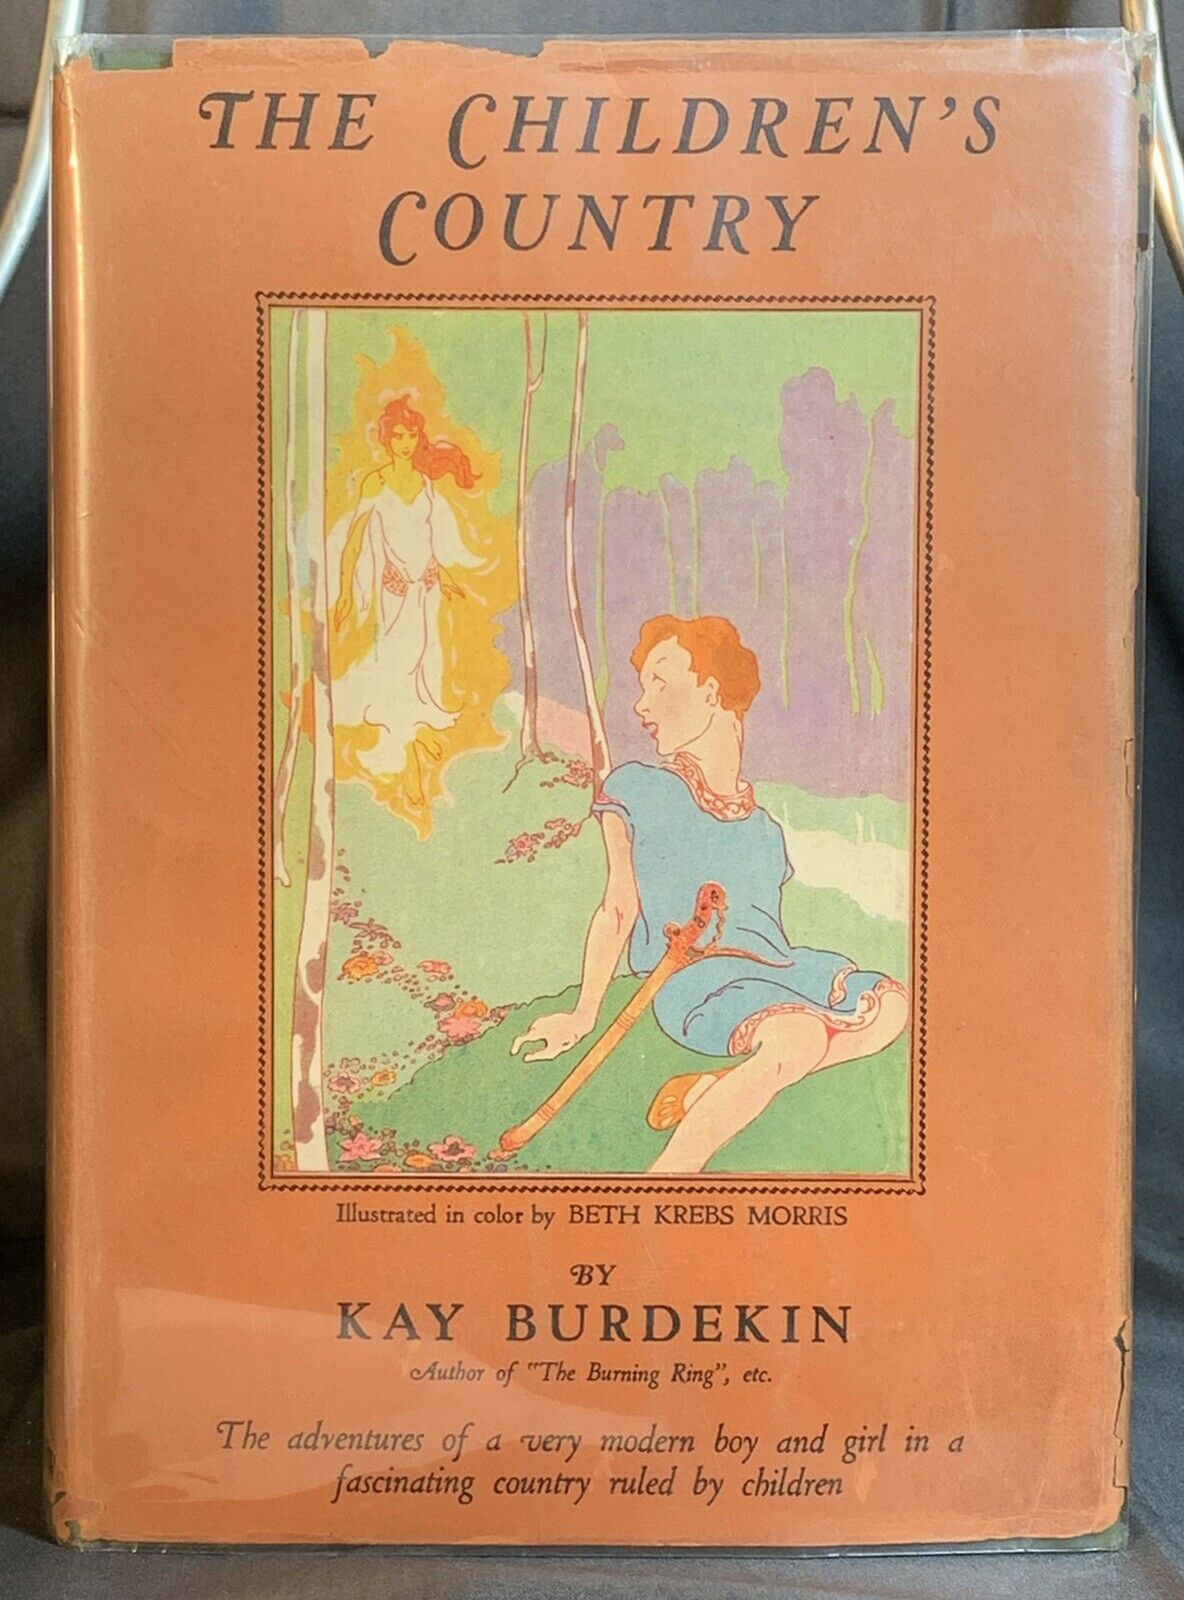 THE CHILDREN'S
COUNTRY
Illustrated in color by BETH KREBS MORRIS
BY
KAY BURDEKIN
Author of "The Burning Ring", etc.
The adventures of a very modern boy and girl in a
fascinating country ruled by children